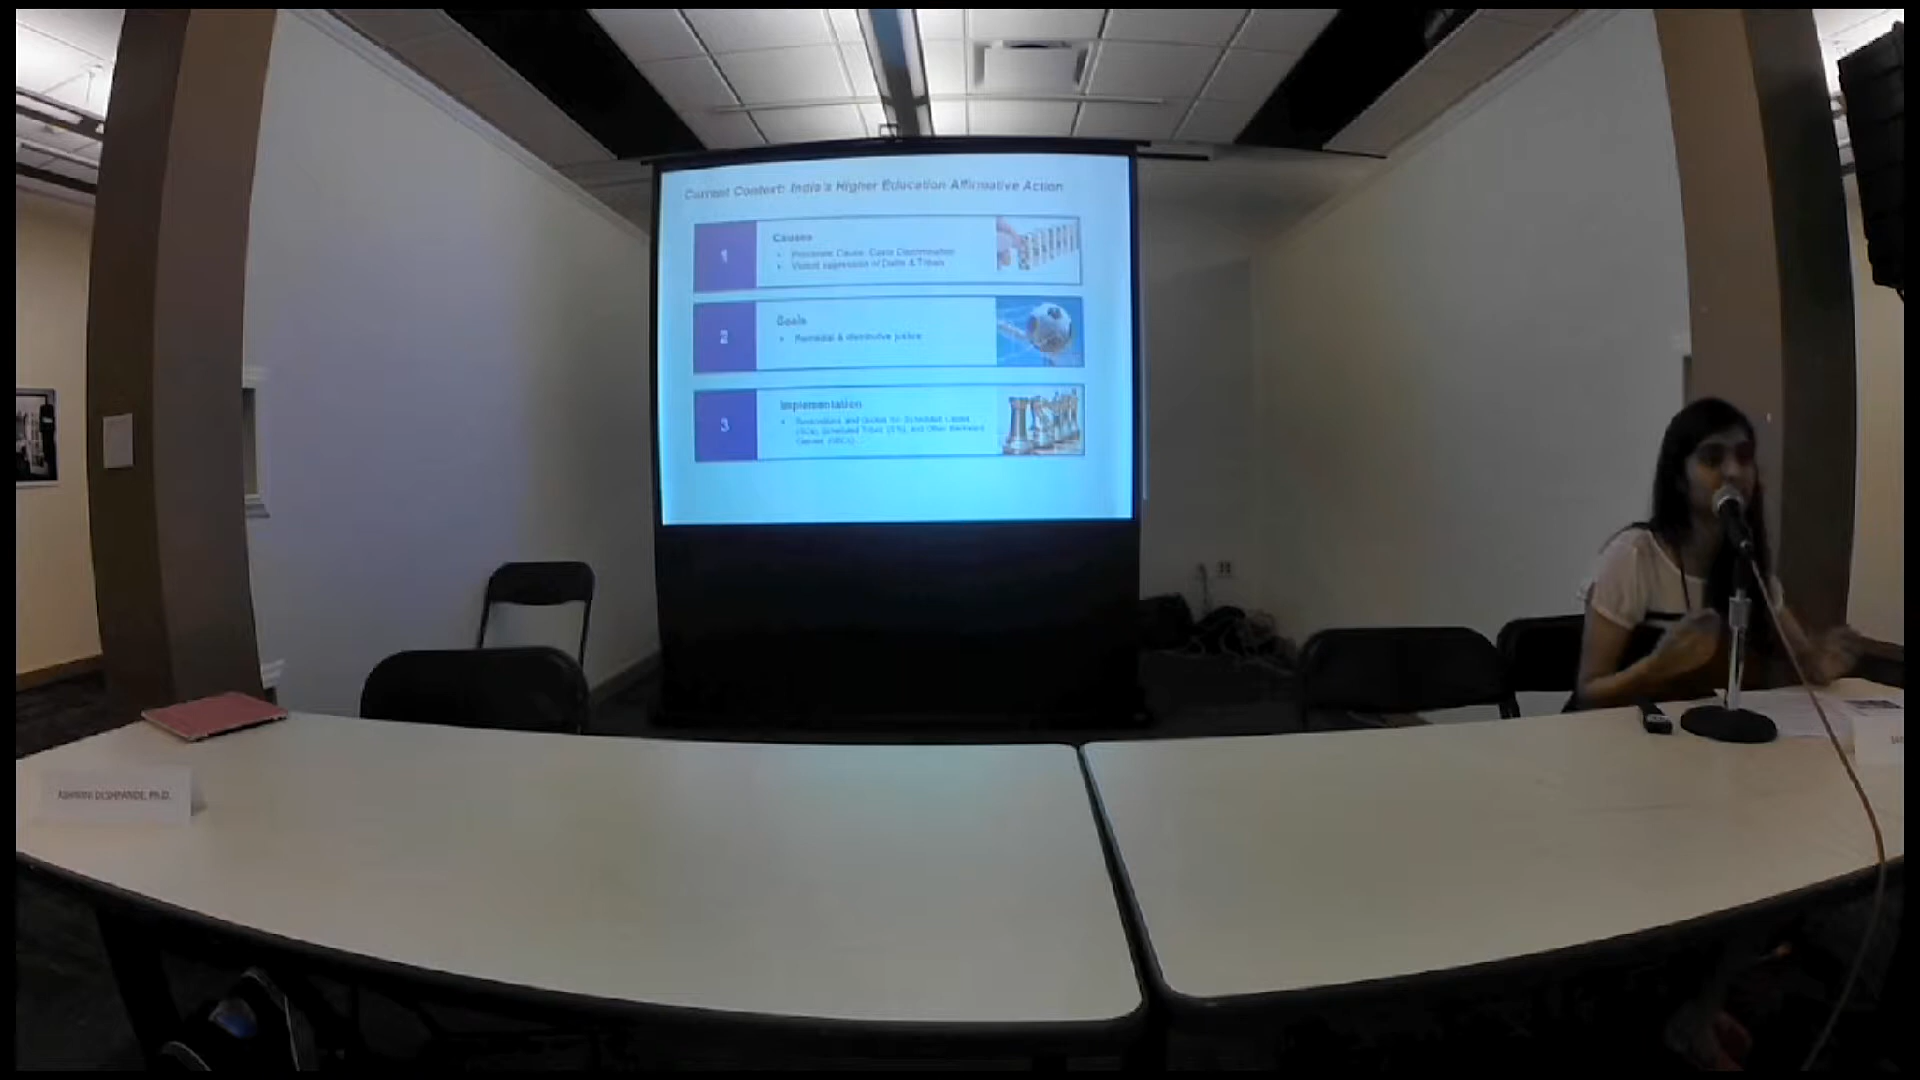 Current Context: India's Higher Education Affirmative Action
1
Causes
• Proximate Cause: Caste Discrimination
• Violent oppression of Dalits & Tribals
2
Goals
• Remedial & distributive justice
3
Implementation
• Reservations and Quotas for Scheduled Castes
(SCs), Scheduled Tribes (STs), and Other Backward
Classes (OBCs)
ASHWINI DESHPANDE, Ph.D.